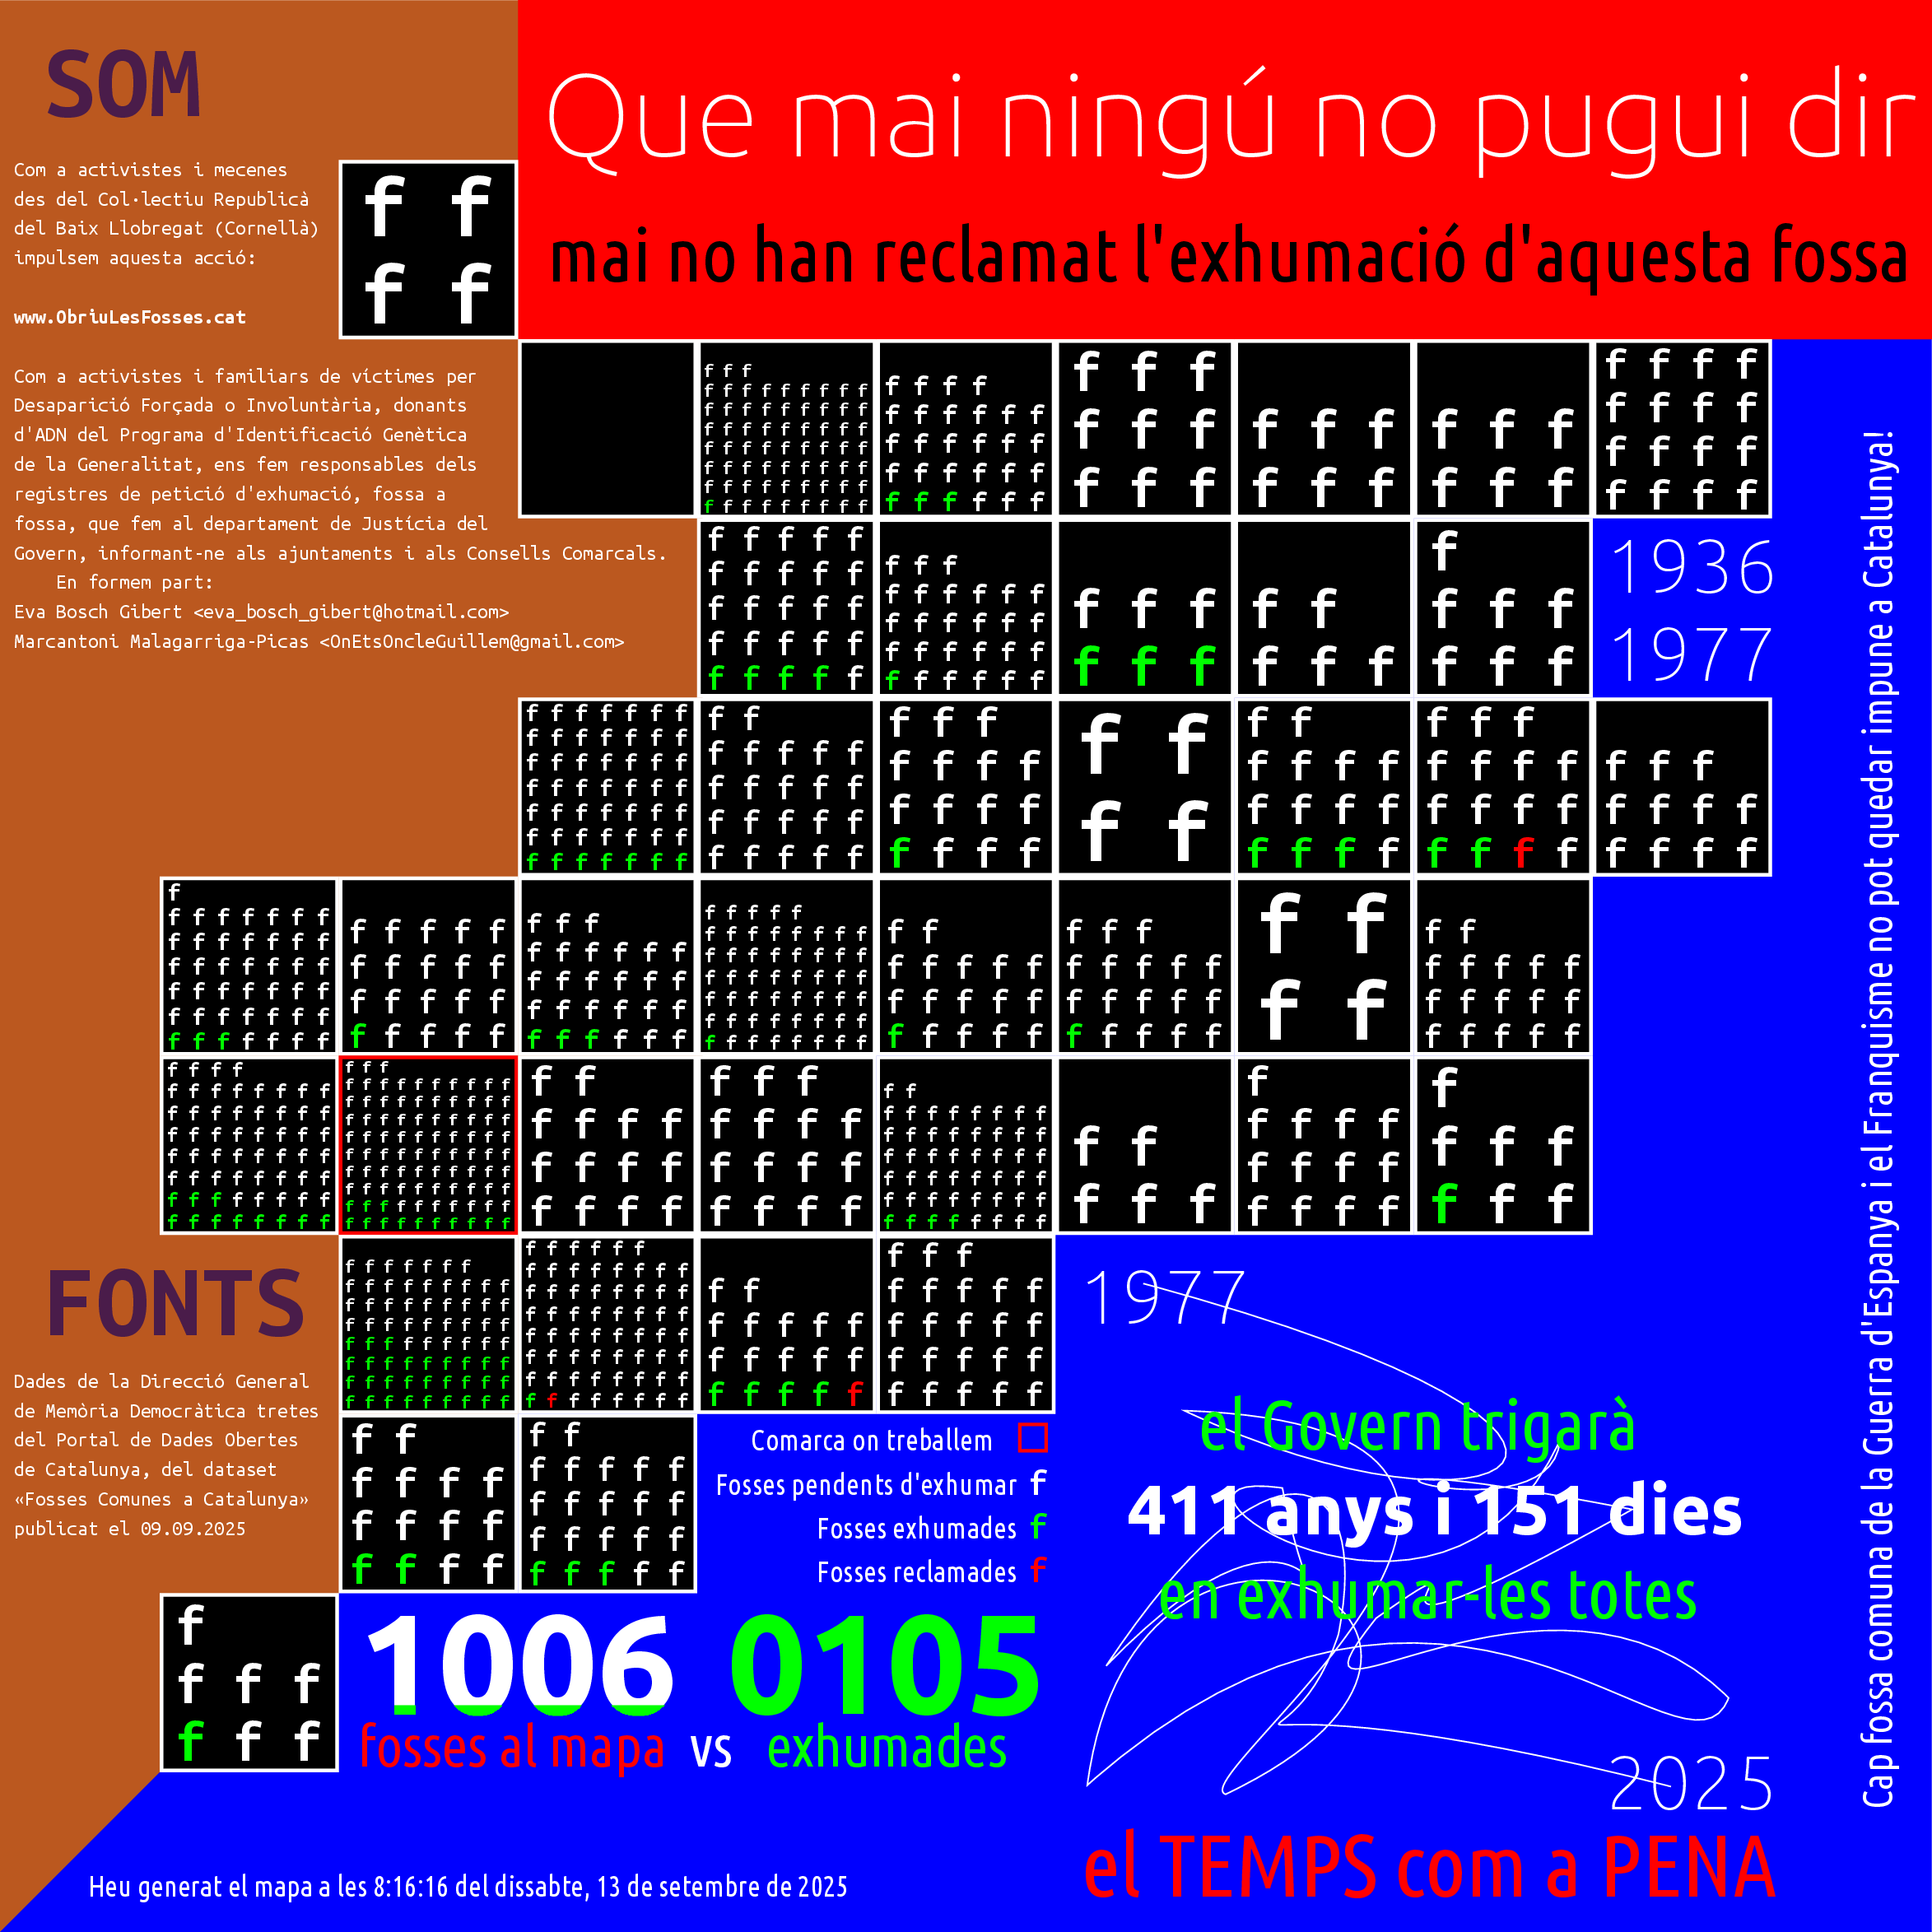 SOM
Com a activistes i mecenes
des del Col·lectiu Republicà
del Baix Llobregat (Cornellà)
impulsem aquesta acció:
www.ObriuLesFosses.cat
Com a activistes i familiars de víctimes per
Desaparició Forçada o Involuntària, donants
d'ADN del Programa d'Identificació Genètica
de la Generalitat, ens fem responsables dels
registres de petició d'exhumació, fossa a
fossa, que fem al departament de Justícia del
Govern, informant-ne als ajuntaments i als Consells Comarcals.
En formem part:
Eva Bosch Gibert <eva_bosch_gibert@hotmail.com>
Marcantoni Malagarriga-Picas <OnEtsOncleGuillem@gmail.com>
Que mai ningú no pugui dir
mai no han reclamat l'exhumació d'aquesta fossa
1936
1977
Cap fossa comuna de la Guerra d'Espanya i el Franquisme no pot quedar impune a Catalunya!
FONTS
Dades de la Direcció General
de Memòria Democràtica tretes
del Portal de Dades Obertes
de Catalunya, del dataset
«Fosses Comunes a Catalunya»
publicat el 09.09.2025
Comarca on treballem
Fosses pendents d'exhumar f
Fosses exhumades f
Fosses reclamades f
1006 0105
fosses al mapa vs exhumades
1977
el Govern trigarà
411 anys i 151 dies
en exhumar-les totes
2025
el TEMPS com a PENA
Heu generat el mapa a les 8:16:16 del dissabte, 13 de setembre de 2025